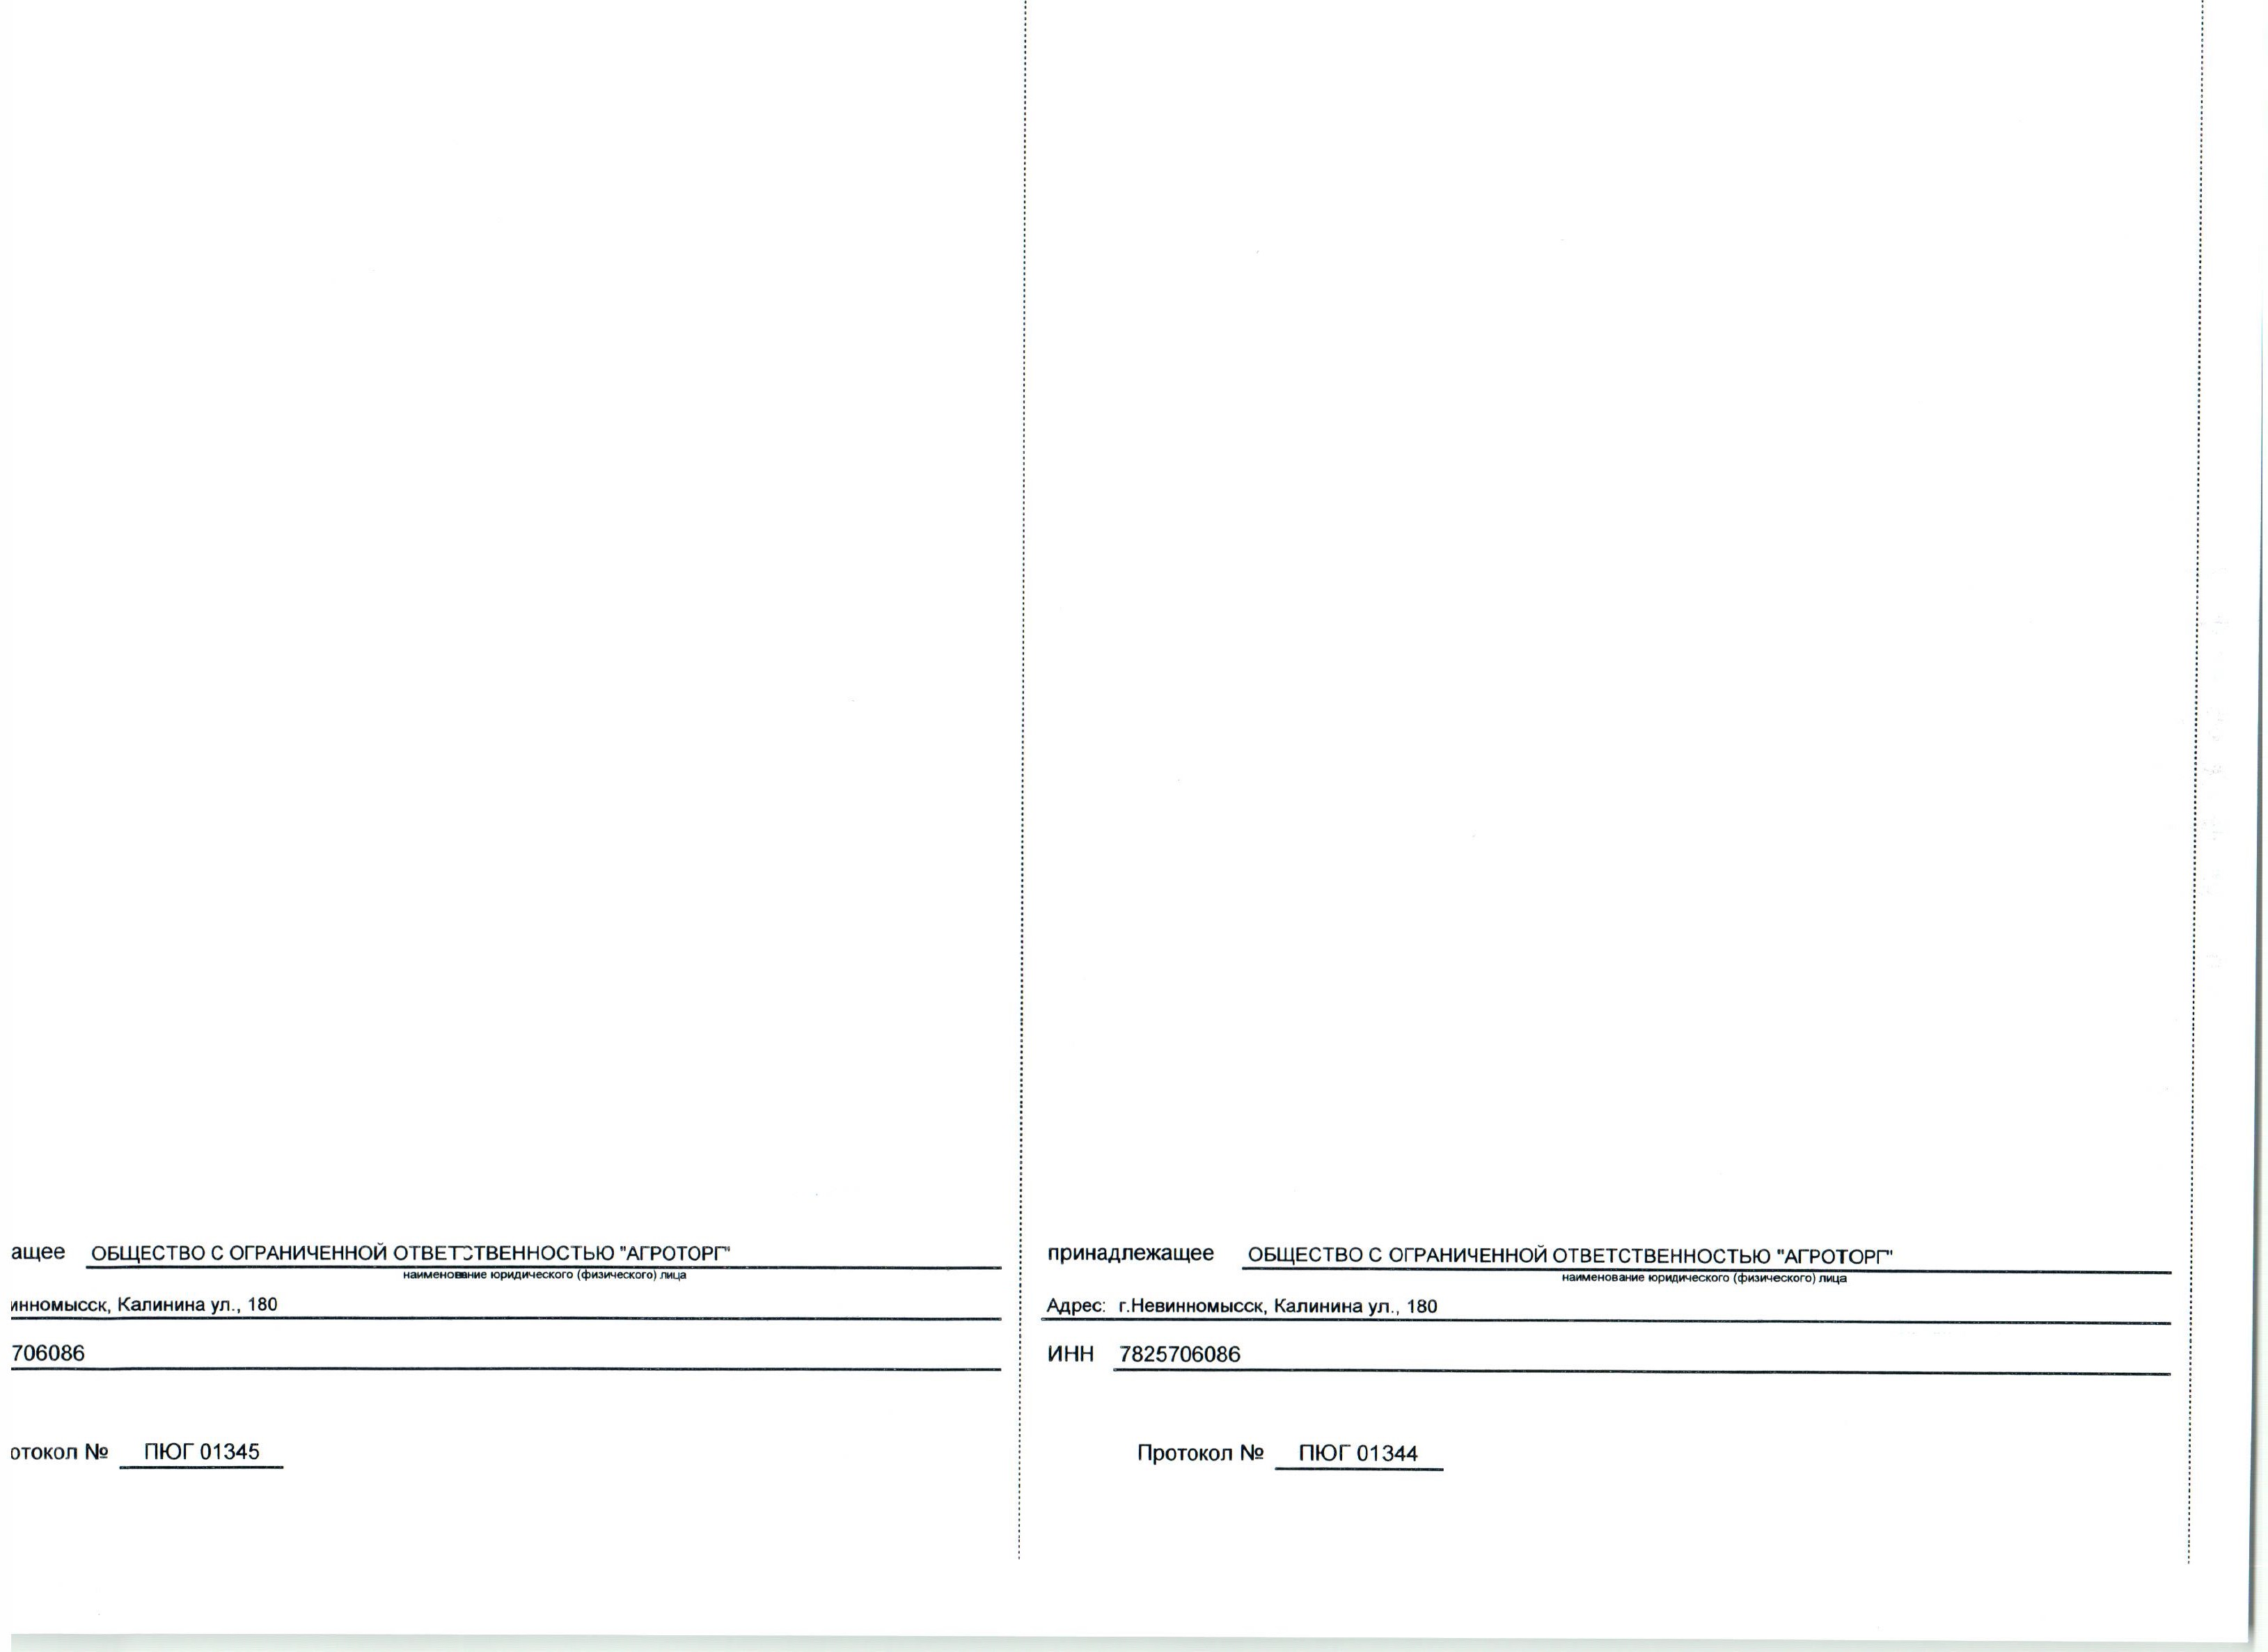 ащее ОБЩЕСТВО С ОГРАНИЧЕННОЙ ОТВЕТСТВЕННОСТЬЮ "АГРОТОРГ"
наименование юридического (физического) лица
инномысск, Калинина ул., 180
706086
отокол № ПЮГ 01345
принадлежащее ОБЩЕСТВО С ОГРАНИЧЕННОЙ ОТВЕТСТВЕННОСТЬЮ "АГРОТОРГ"
наименование юридического (физического) лица
Адрес: г.Невинномысск, Калинина ул., 180
ИНН 7825706086
Протокол № ПЮГ 01344